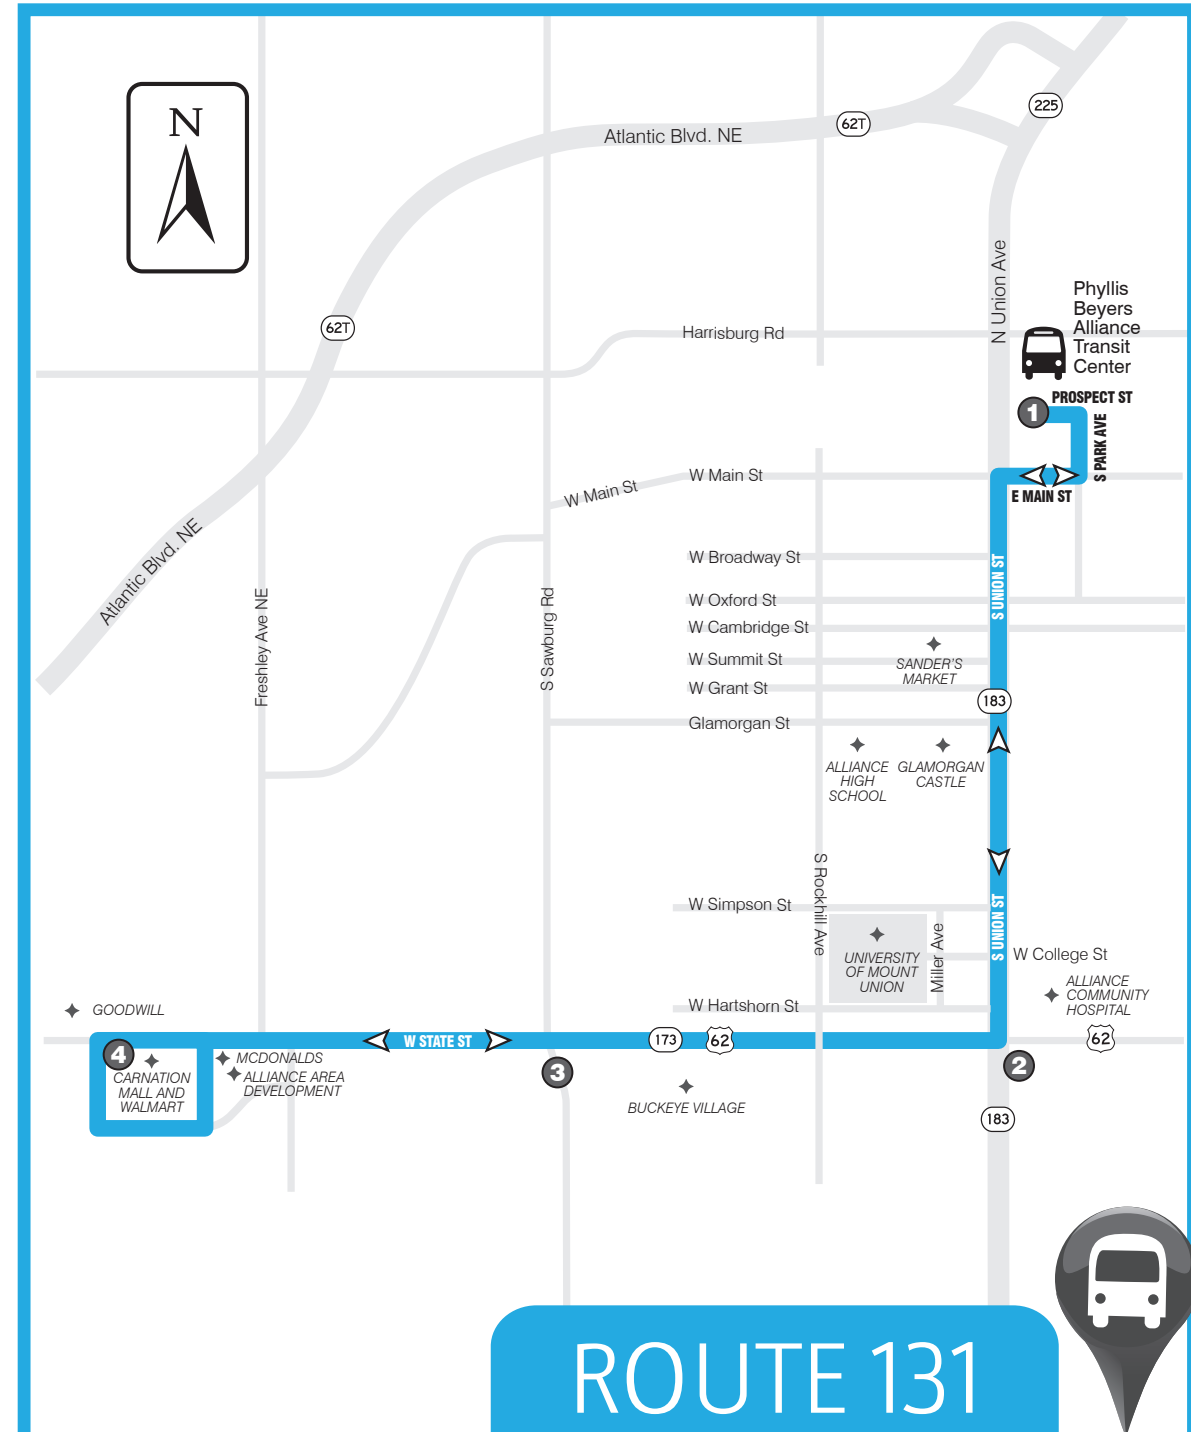 N
225
62T
Atlantic Blvd. NE
N Union Ave
Phyllis
Beyers
Alliance
Transit
Center
62T
Harrisburg Rd
PROSPECT ST
1
S PARK AVE
W Main St
W Main St
E MAIN ST
Atlantic Blvd. NE
W Broadway St
S UNION ST
Freshley Ave NE
S Sawburg Rd
W Oxford St
W Cambridge St
W Summit St
SANDER'S
MARKET
W Grant St
183
Glamorgan St
ALLIANCE
HIGH
SCHOOL
GLAMORGAN
CASTLE
S Rockhill Ave
W Simpson St
S UNION ST
Miller Ave
UNIVERSITY
OF MOUNT
UNION
W College St
ALLIANCE
COMMUNITY
HOSPITAL
W Hartshorn St
GOODWILL
W STATE ST
173
62
62
4
CARNATION
MALL AND
WALMART
MCDONALDS
ALLIANCE AREA
DEVELOPMENT
3
2
BUCKEYE VILLAGE
183
ROUTE 131